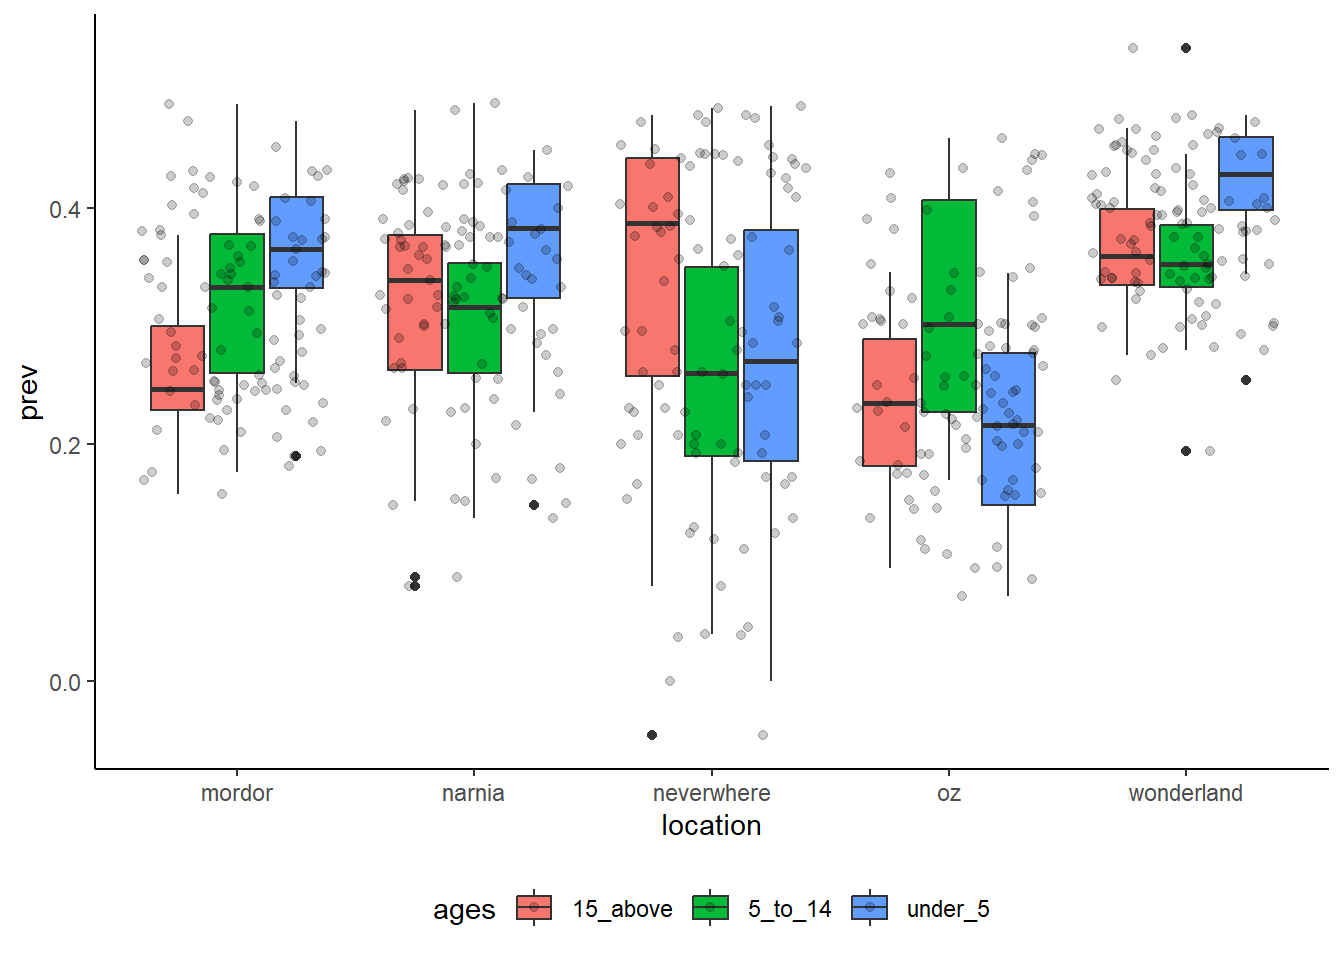 prev
0.4
0.2
0.0
mordor narnia neverwhere oz wonderland
location
ages 15_above 5_to_14 under_5